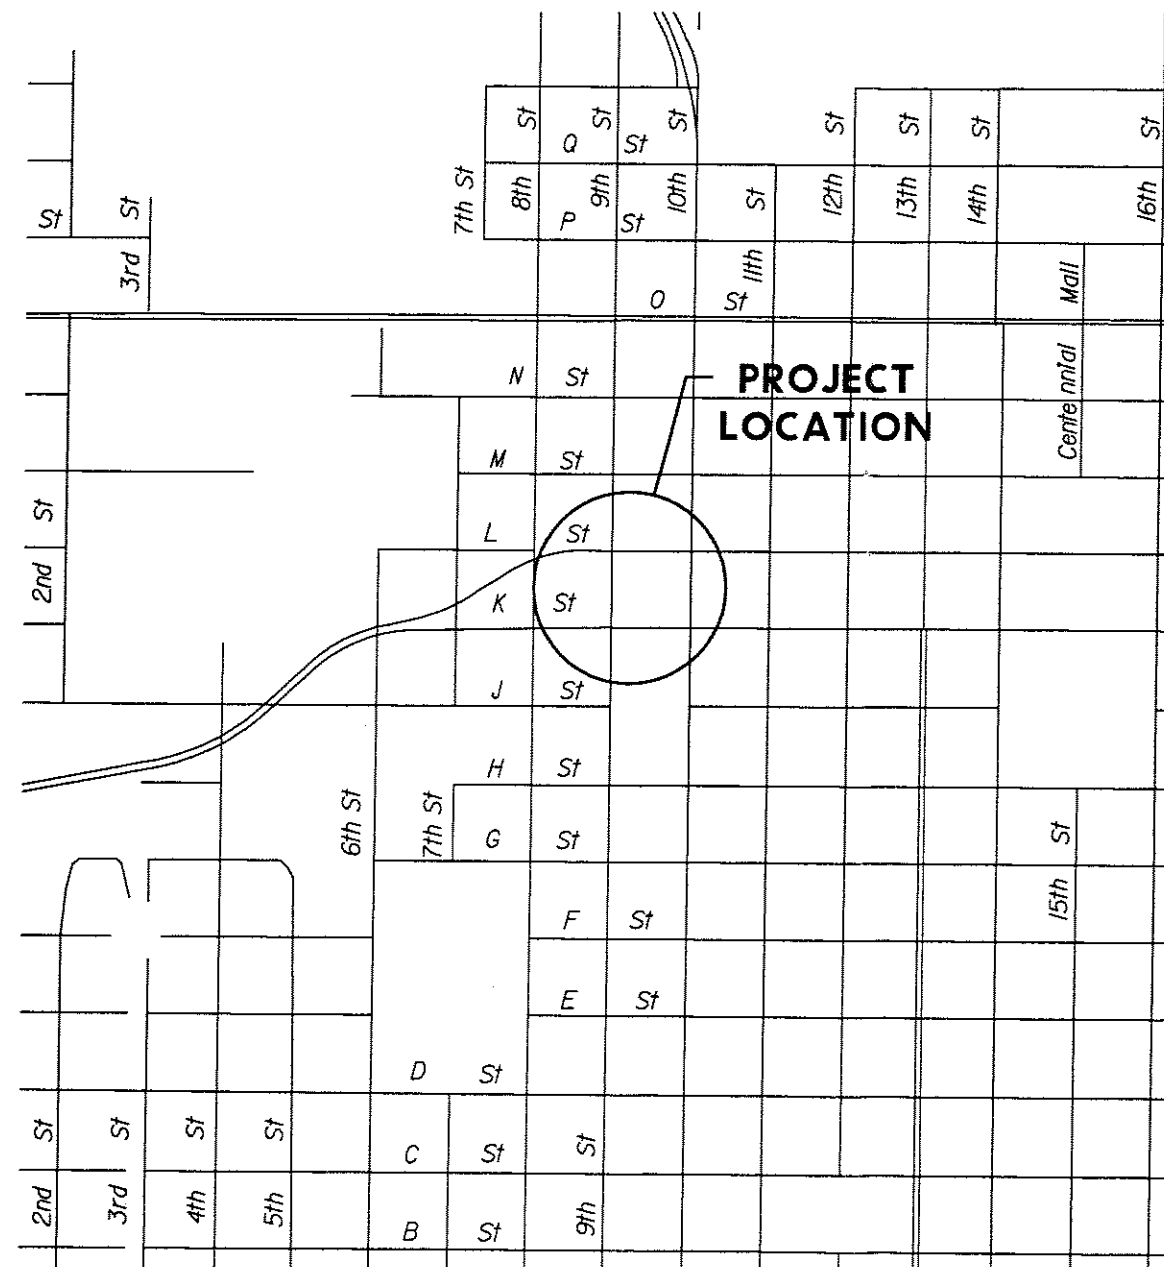 St
3rd St
7th St
8th St
9th St
10th St
Q St
P St
11th St
12th St
13th St
14th St
16th St
O St
Centennial Mall
N St
PROJECT
LOCATION
M St
L St
2nd St
K St
J St
H St
6th St
7th St
G St
15th St
F St
E St
D St
2nd St
3rd St
4th St
5th St
C St
9th St
B St